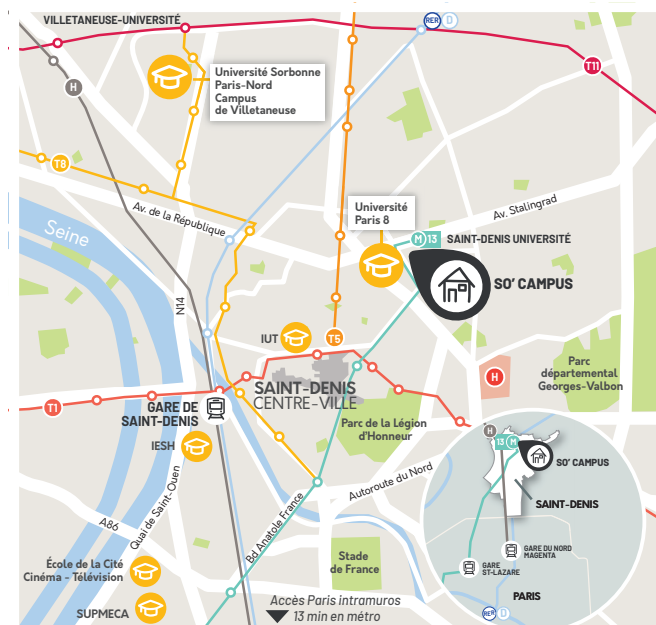 VILLETANEUSE-UNIVERSITÉ
RER D
T11
H
Université Sorbonne
Paris-Nord
Campus
de Villetaneuse
T8
Av. de la République
Université
Paris 8
Av. Stalingrad
Seine
M 13 SAINT-DENIS UNIVERSITÉ
SO' CAMPUS
N14
IUT
T5
H
Parc
départemental
Georges-Valbon
SAINT-DENIS
CENTRE-VILLE
T1
GARE DE
SAINT-DENIS
Parc de la Légion
d'Honneur
IESH
H
13 M
SO' CAMPUS
Autoroute du Nord
Quai de Saint-Ouen
A86
Bd Anatole France
SAINT-DENIS
École de la Cité
Cinéma - Télévision
Stade
de France
GARE DU NORD
MAGENTA
GARE
ST-LAZARE
SUPMECA
PARIS
RER D
Accès Paris intramuros
13 min en métro